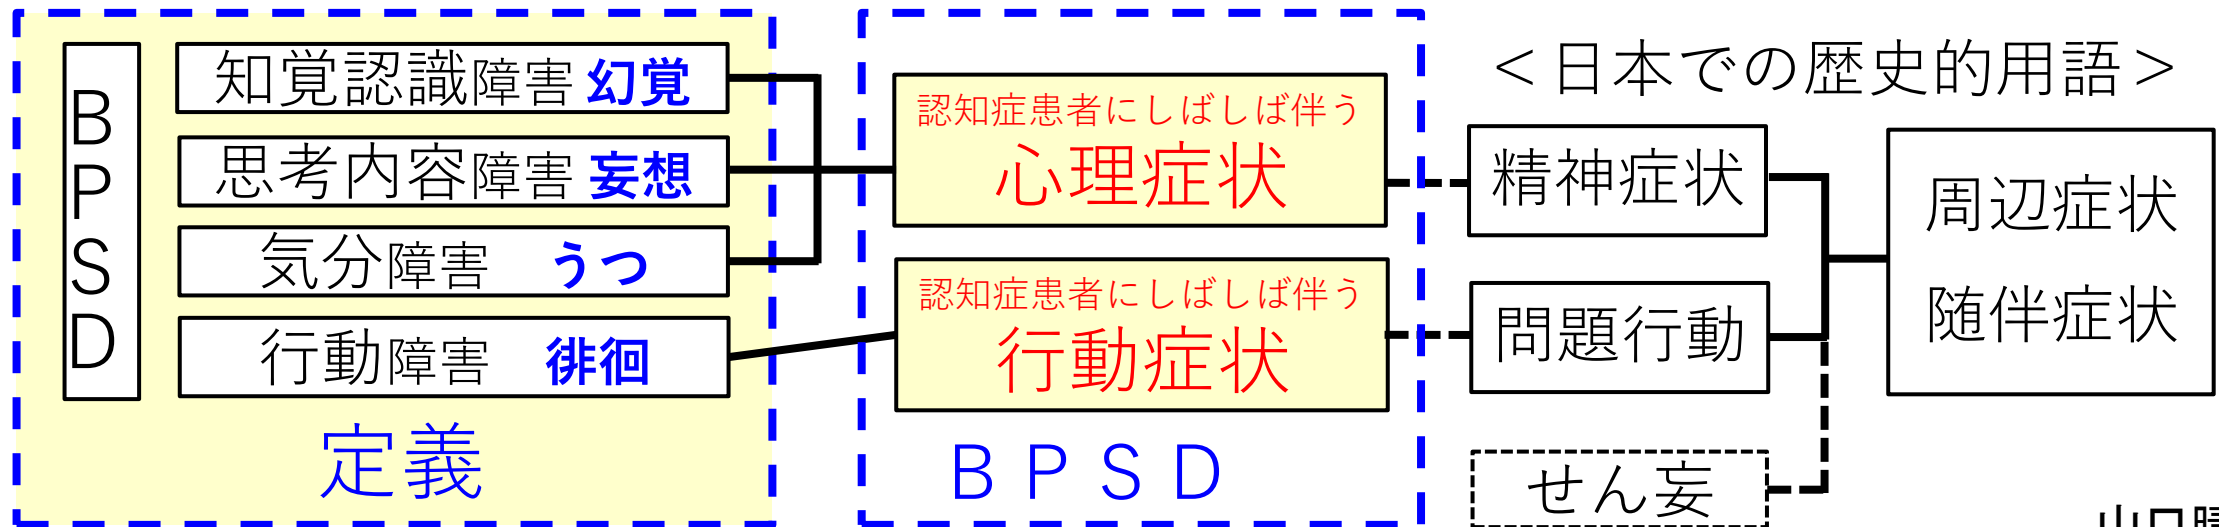 BPSD
知覚認識障害 幻覚
思考内容障害 妄想
気分障害 うつ
行動障害 徘徊
定義
認知症患者にしばしば伴う
心理症状
認知症患者にしばしば伴う
行動症状
BPSD
<日本での歴史的用語>
精神症状
問題行動
せん妄
周辺症状
随伴症状
山口